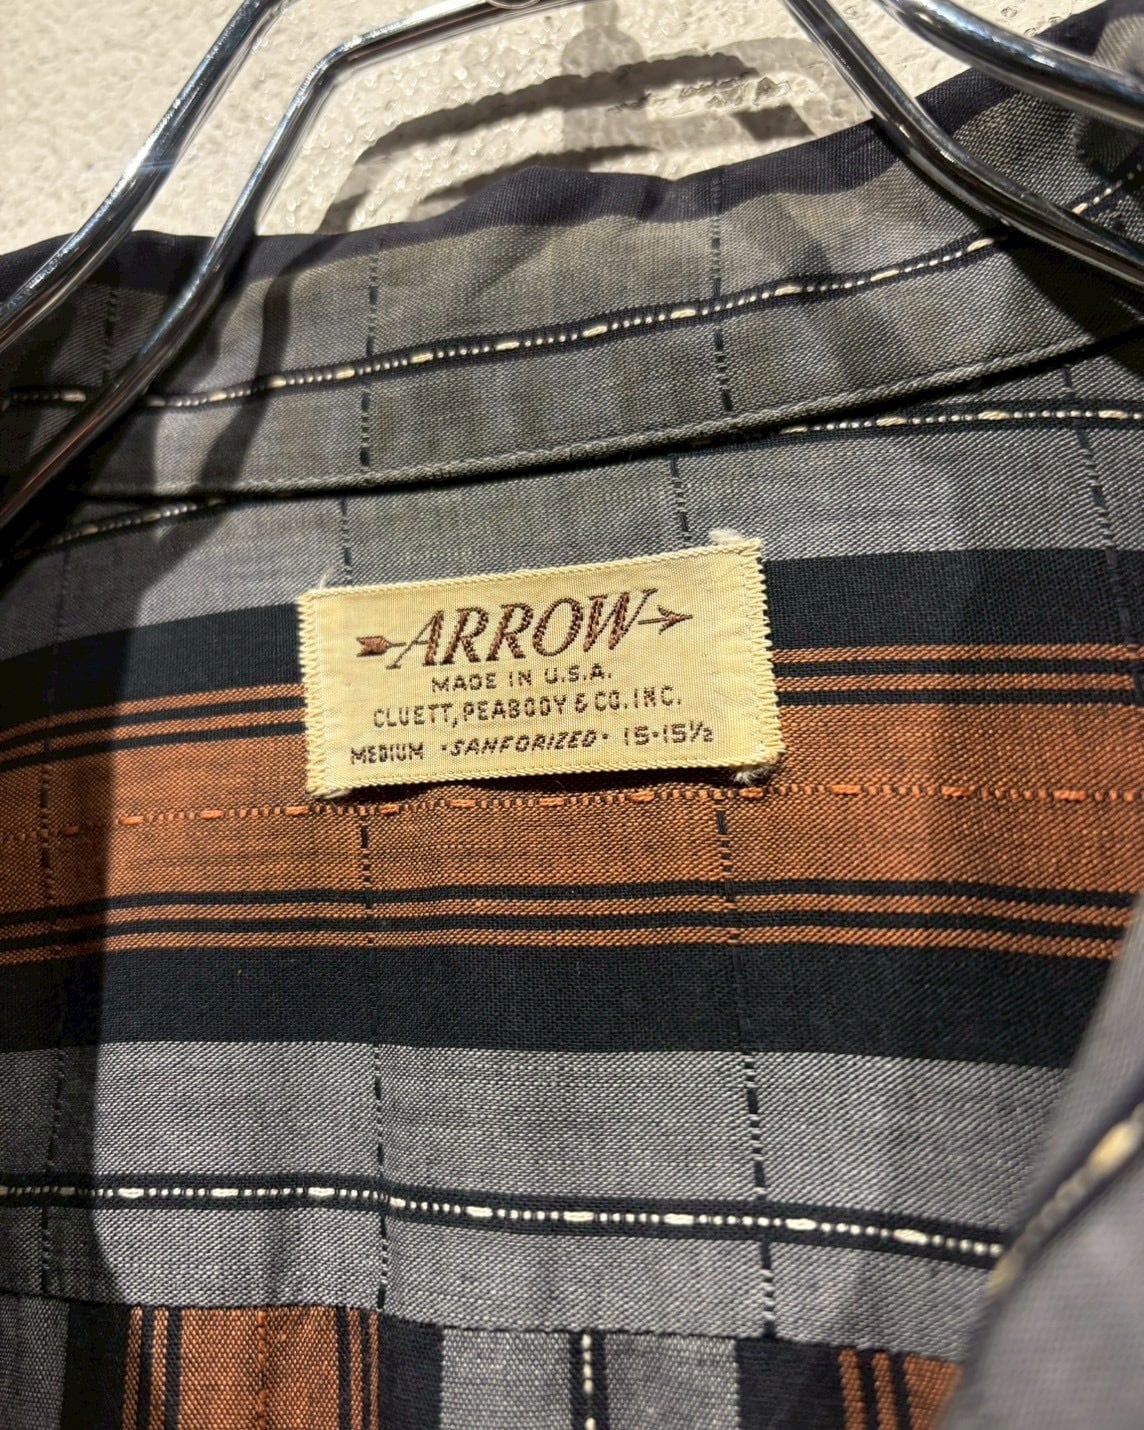 ARROW
MADE IN U.S.A.
CLUETT, PEABODY & CO. INC.
MEDIUM · SANFORIZED · 15·15½